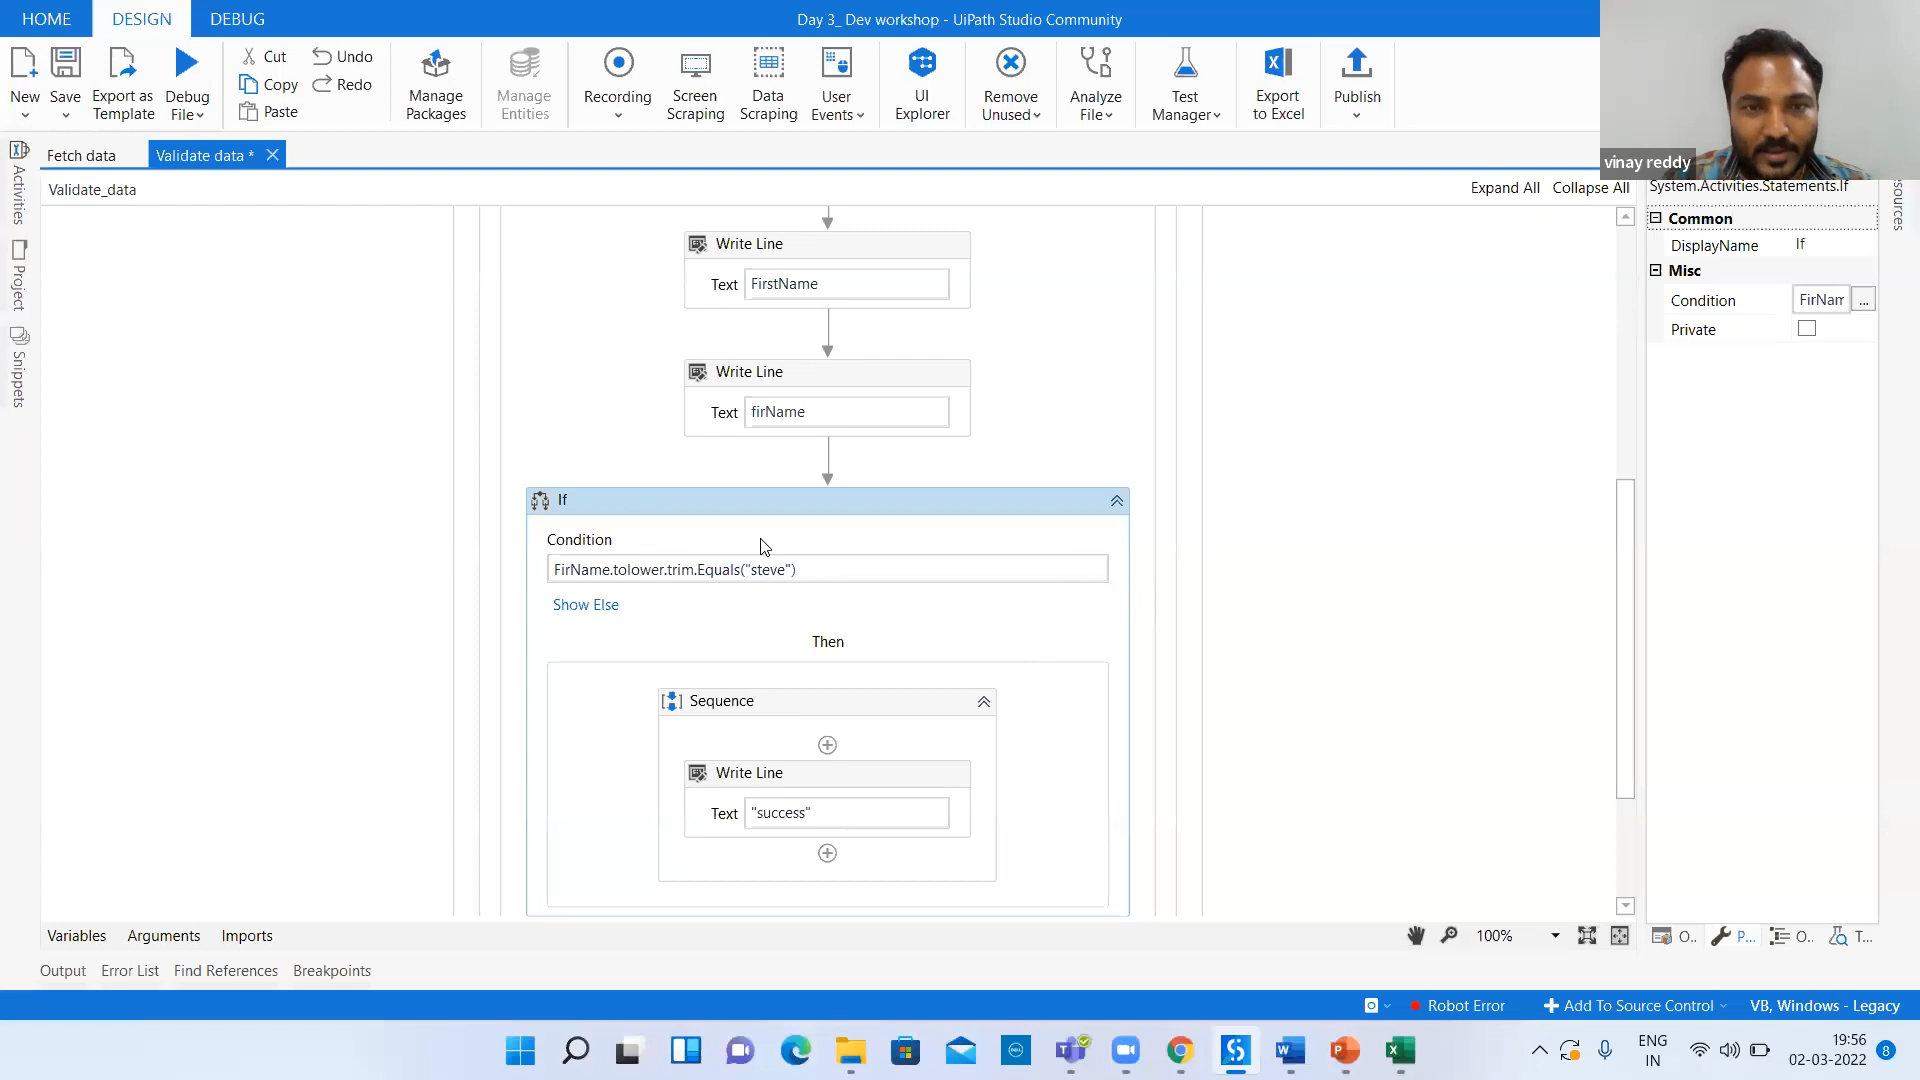 HOME DESIGN DEBUG
Day 3_ Dev workshop - UiPath Studio Community
New
Save
Export as
Template
Debug
File
Cut
Copy
Paste
Undo
Redo
Manage
Packages
Manage
Entities
Recording
Screen
Scraping
Data
Scraping
User
Events
UI
Explorer
Remove
Unused
Analyze
File
Test
Manager
Export
to Excel
Publish
vinay reddy
Fetch data
Validate data *
Activities
Project
Snippets
Validate_data
Expand All Collapse All
Write Line
Text FirstName
Write Line
Text firName
If
Condition
FirName.tolower.trim.Equals("steve")
Show Else
Then
Sequence
Write Line
Text "success"
System.Activities.Statements.If
Common
DisplayName If
Misc
Condition FirNam ...
Private
sources
Variables Arguments Imports
100%
O.. P... O.. T...
Output Error List Find References Breakpoints
Robot Error
Add To Source Control
VB, Windows - Legacy
DELL
ENG
IN
19:56
02-03-2022
8